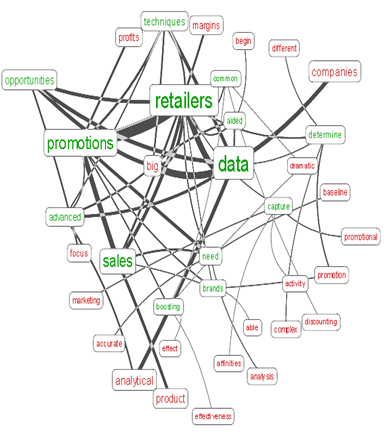 techniques
margins
profits
begin
different
companies
opportunities
common
retailers
aided
determine
promotions
big
data
dramatic
baseline
capture
advanced
promotional
focus
sales
need
activity
promotion
brands
marketing
boosting
able
complex
discounting
accurate
effect
affinities
analysis
analytical
product
effectiveness